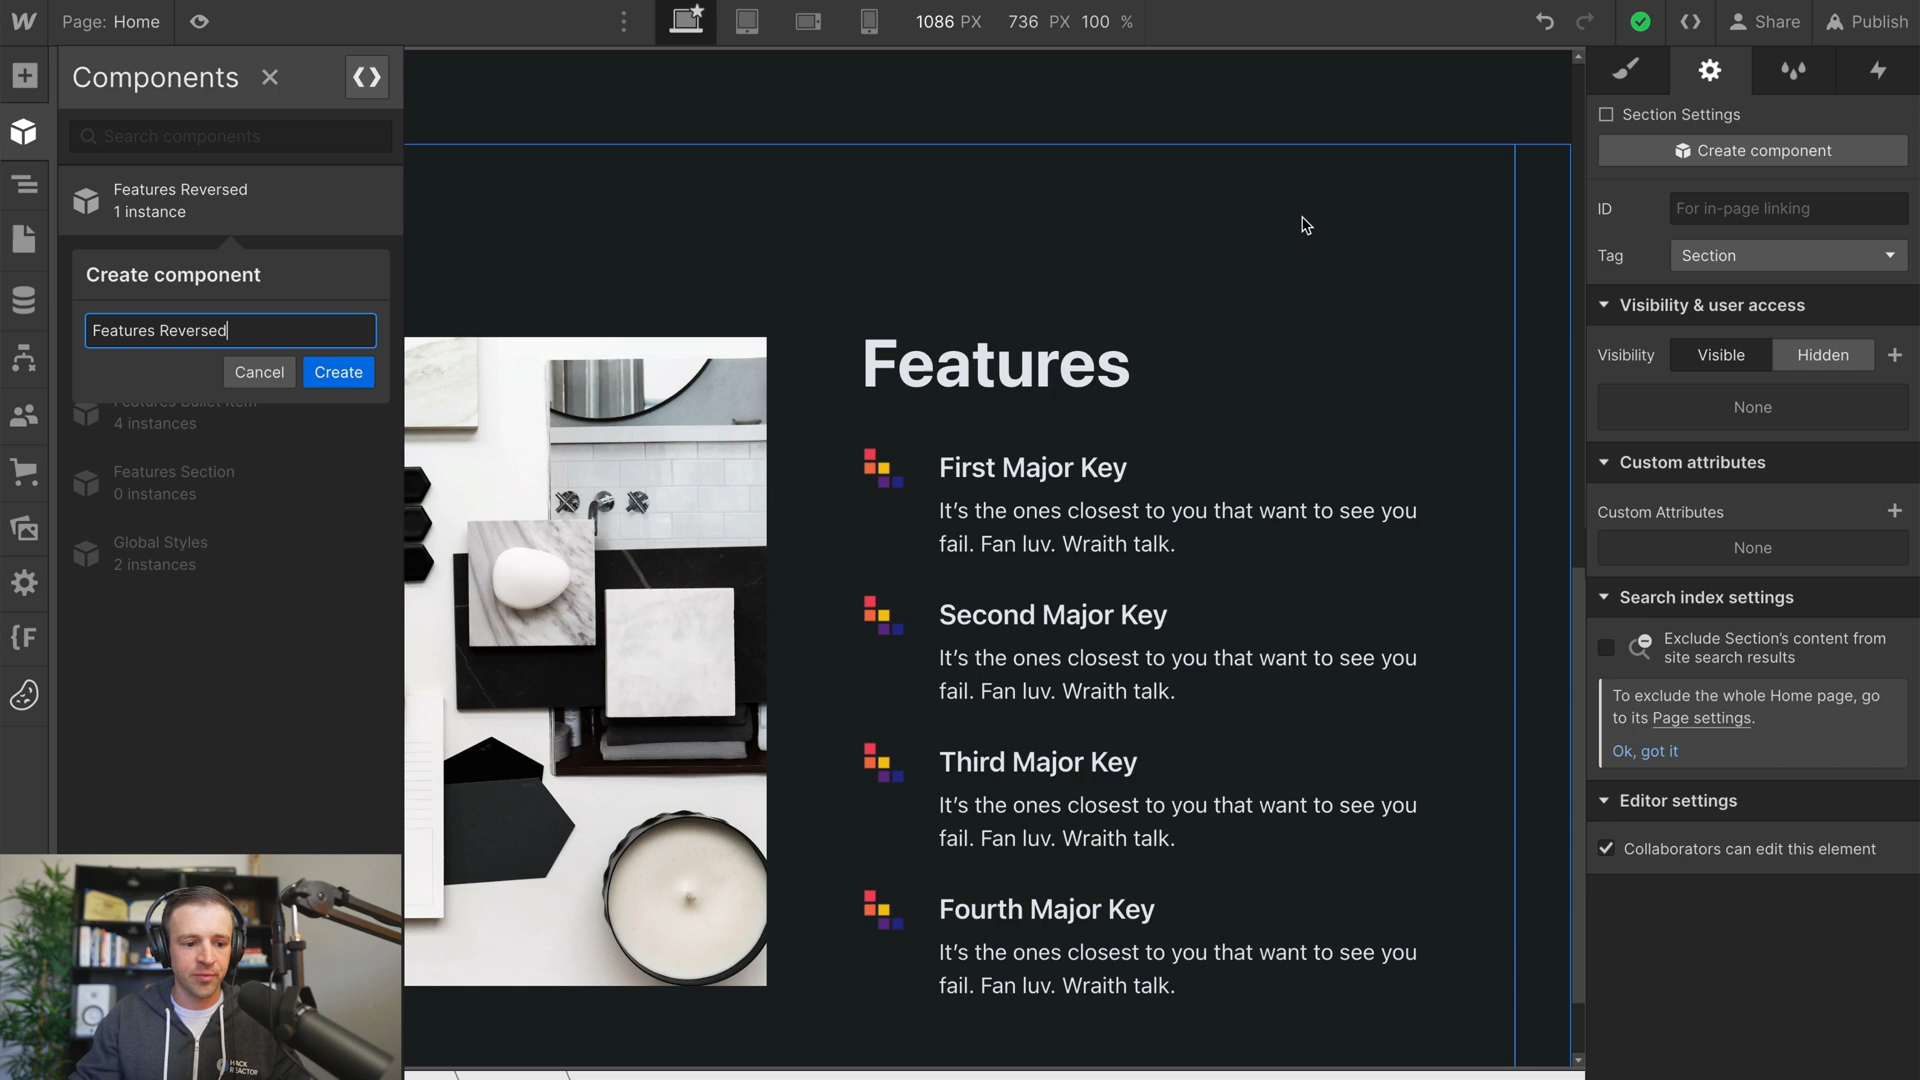 Page: Home
1086 PX 736 PX 100 %
Share
Publish
Components
Search components
Features Reversed
1 instance
Create component
Features Reversed
Cancel
Create
Features Bullet Item
4 instances
Features Section
0 instances
Global Styles
2 instances
Features
First Major Key
It's the ones closest to you that want to see you
fail. Fan luv. Wraith talk.
Second Major Key
It's the ones closest to you that want to see you
fail. Fan luv. Wraith talk.
Third Major Key
It's the ones closest to you that want to see you
fail. Fan luv. Wraith talk.
Fourth Major Key
It's the ones closest to you that want to see you
fail. Fan luv. Wraith talk.
Section Settings
Create component
ID
For in-page linking
Tag
Section
Visibility & user access
Visibility
Visible
Hidden
None
Custom attributes
Custom Attributes
None
Search index settings
Exclude Section's content from
site search results
To exclude the whole Home page, go
to its Page settings.
Ok, got it
Editor settings
Collaborators can edit this element
HACK
REACTOR